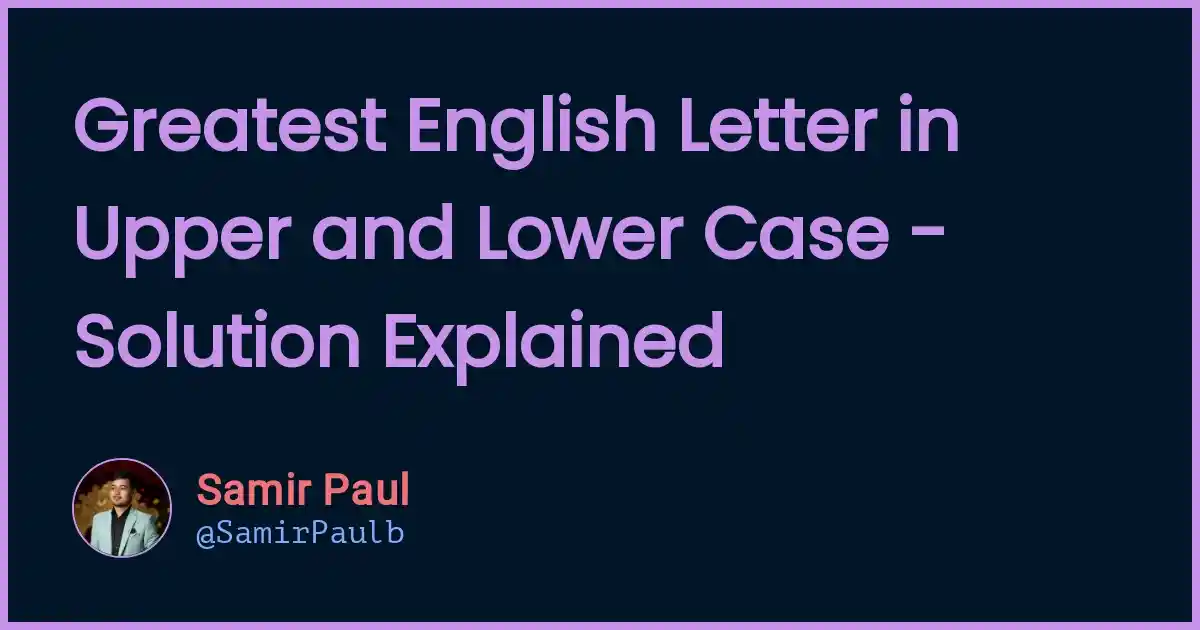 Greatest English Letter in
Upper and Lower Case -
Solution Explained
Samir Paul
@SamirPaulb